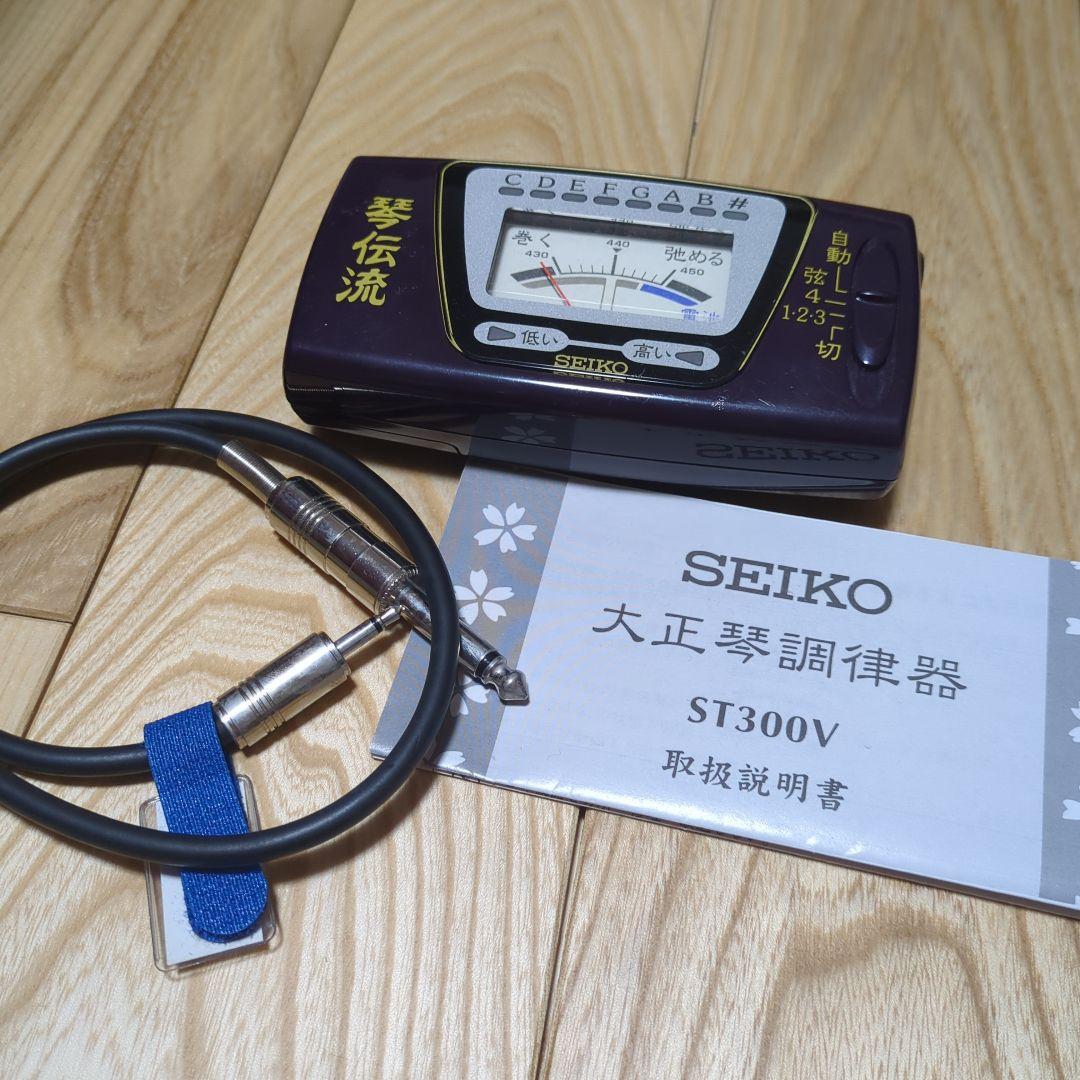 琴伝流
C D E F G A B #
巻く
440
弛める
430
450
電池
低い
高い
SEIKO
自動
弦
4
1・2・3
切
SEIKO
SEIKO
大正琴調律器
ST300V
取扱説明書